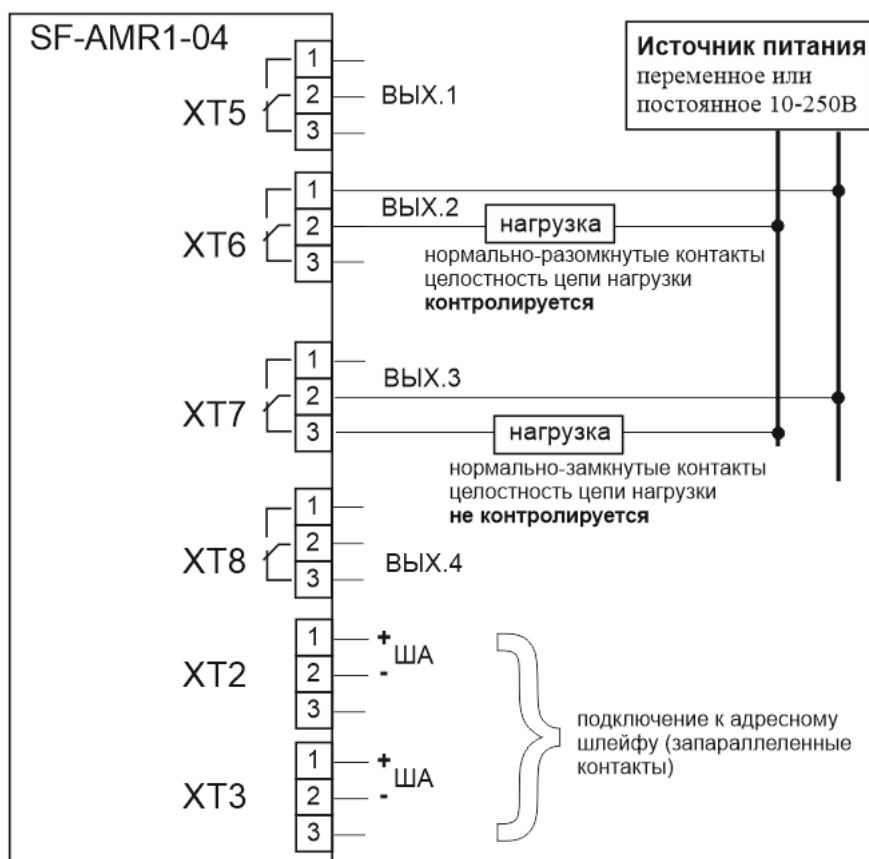 SF-AMR1-04
Источник питания
переменное или
постоянное 10-250В
XT5
1
2
3
ВЫХ.1
XT6
1
2
3
ВЫХ.2
нагрузка
нормально-разомкнутые контакты
целостность цепи нагрузки
контролируется
XT7
1
2
3
ВЫХ.3
нагрузка
нормально-замкнутые контакты
целостность цепи нагрузки
не контролируется
XT8
1
2
3
ВЫХ.4
XT2
1
2
3
+
ША
-
XT3
1
2
3
+
ША
-
подключение к адресному
шлейфу (запараллеленные
контакты)